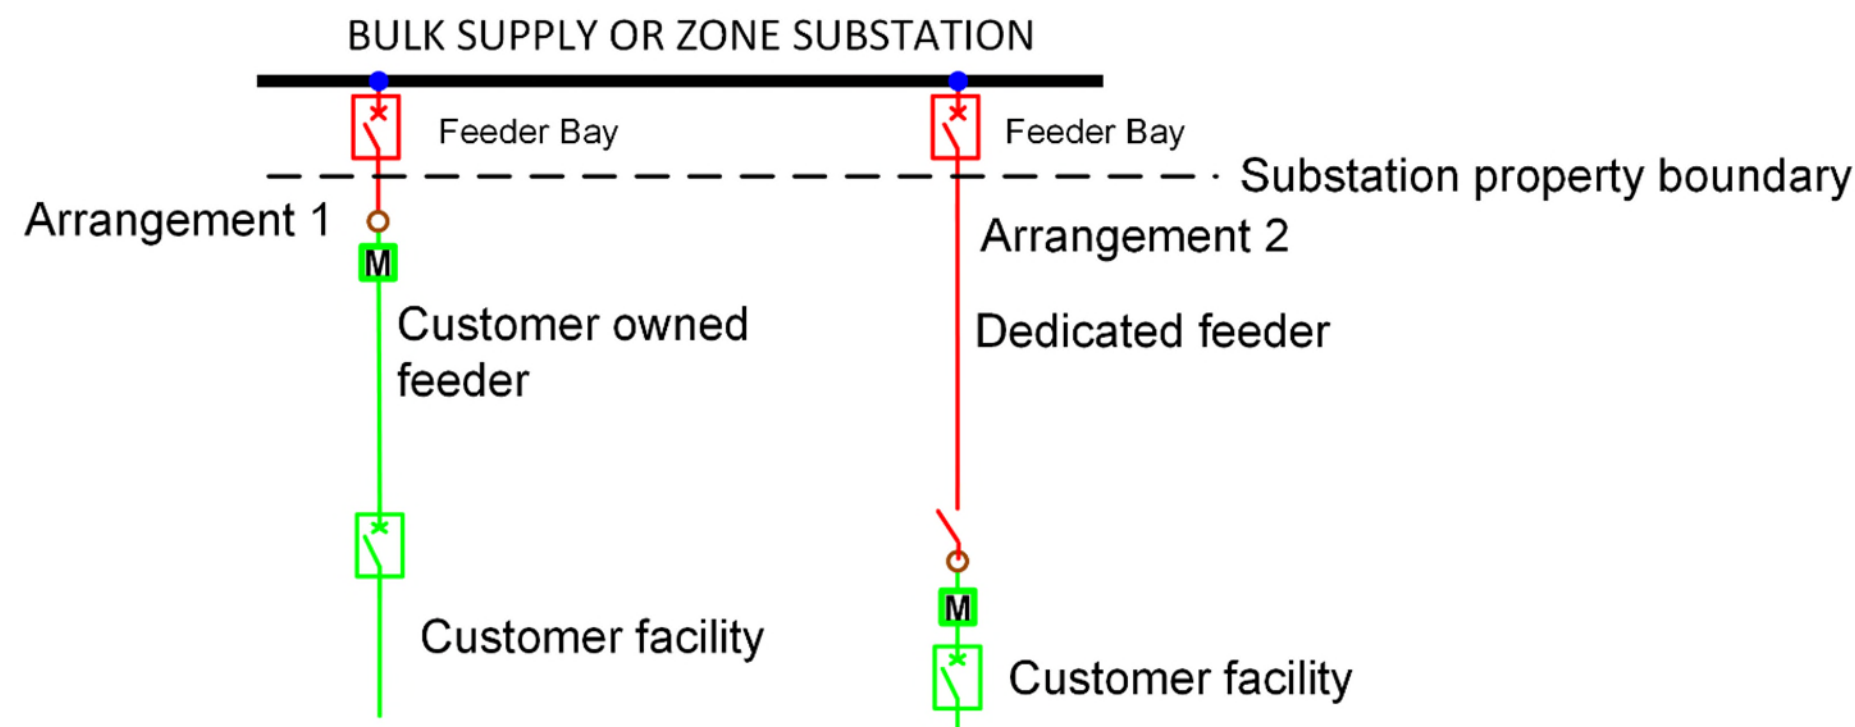 BULK SUPPLY OR ZONE SUBSTATION
Feeder Bay
Feeder Bay
Substation property boundary
Arrangement 1
Arrangement 2
M
Customer owned
feeder
Dedicated feeder
M
Customer facility
Customer facility